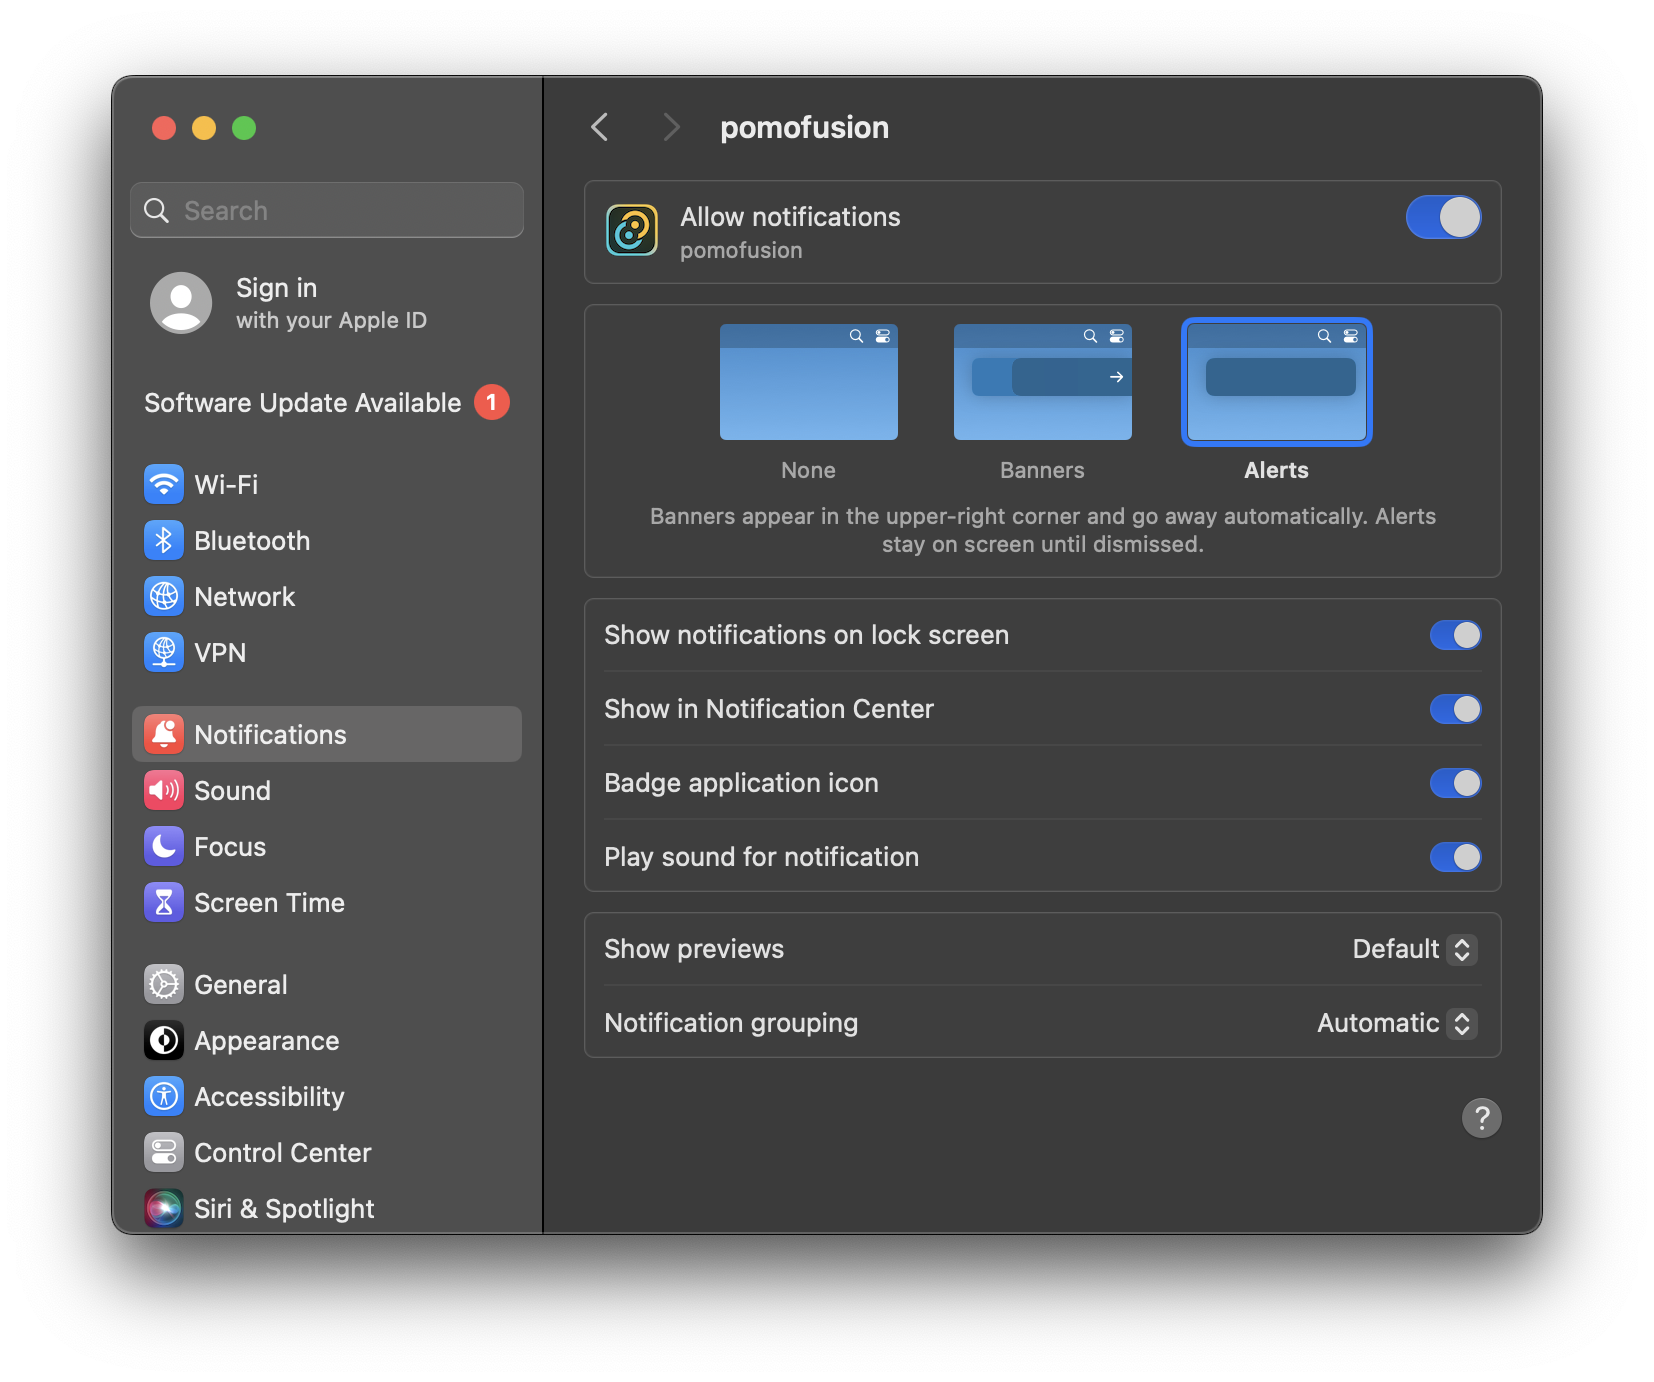 Search
Sign in
with your Apple ID
Software Update Available 1
Wi-Fi
Bluetooth
Network
VPN
Notifications
Sound
Focus
Screen Time
General
Appearance
Accessibility
Control Center
Siri & Spotlight
pomofusion
Allow notifications
pomofusion
None
Banners
Alerts
Banners appear in the upper-right corner and go away automatically. Alerts
stay on screen until dismissed.
Show notifications on lock screen
Show in Notification Center
Badge application icon
Play sound for notification
Show previews Default
Notification grouping Automatic
?